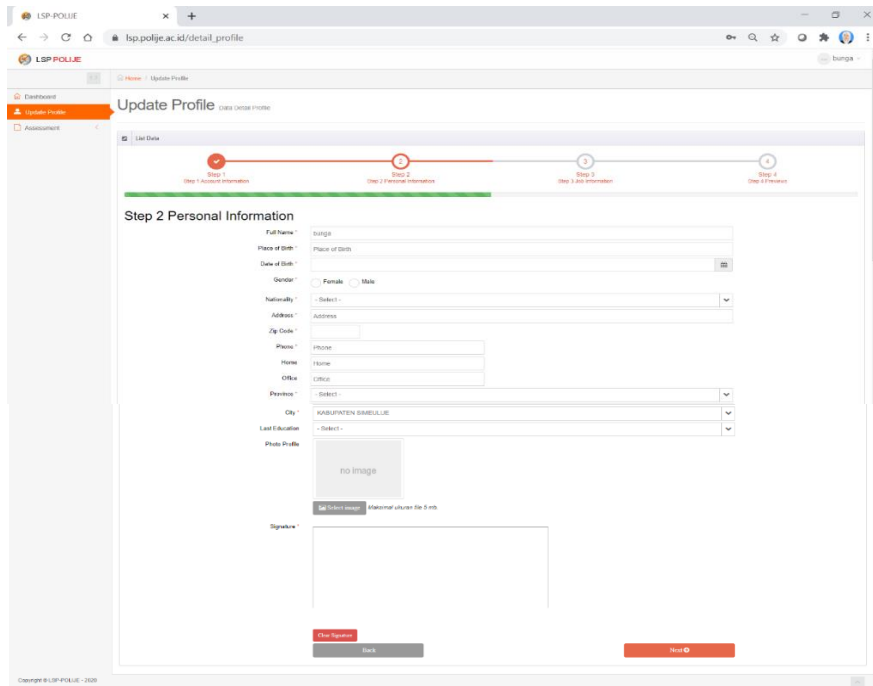 LSP-POLIJE
lsp.polije.ac.id/detail_profile
LSP POLIJE
bunga
Home / Update Profile
Dashboard
Update Profile
Assessment
Update Profile Data Detail Profile
List Data
2 3 4
Step 1 Step 2 Step 3 Step 4
Step 1 Account Information Step 2 Personal Information Step 3 Job Information Step 4 Preview
Step 2 Personal Information
Full Name * bunga
Place of Birth * Place of Birth
Date of Birth *
Gender * Female Male
Nationality * - Select -
Address * Address
Zip Code *
Phone * Phone
Home Home
Office Office
Province * - Select -
City * KABUPATEN SIMEULUE
Last Education - Select -
Photo Profile
no image
Select image Maksimal ukuran file 5 mb
Signature *
Clear Signature
Back Next
Copyright © LSP-POLIJE - 2020